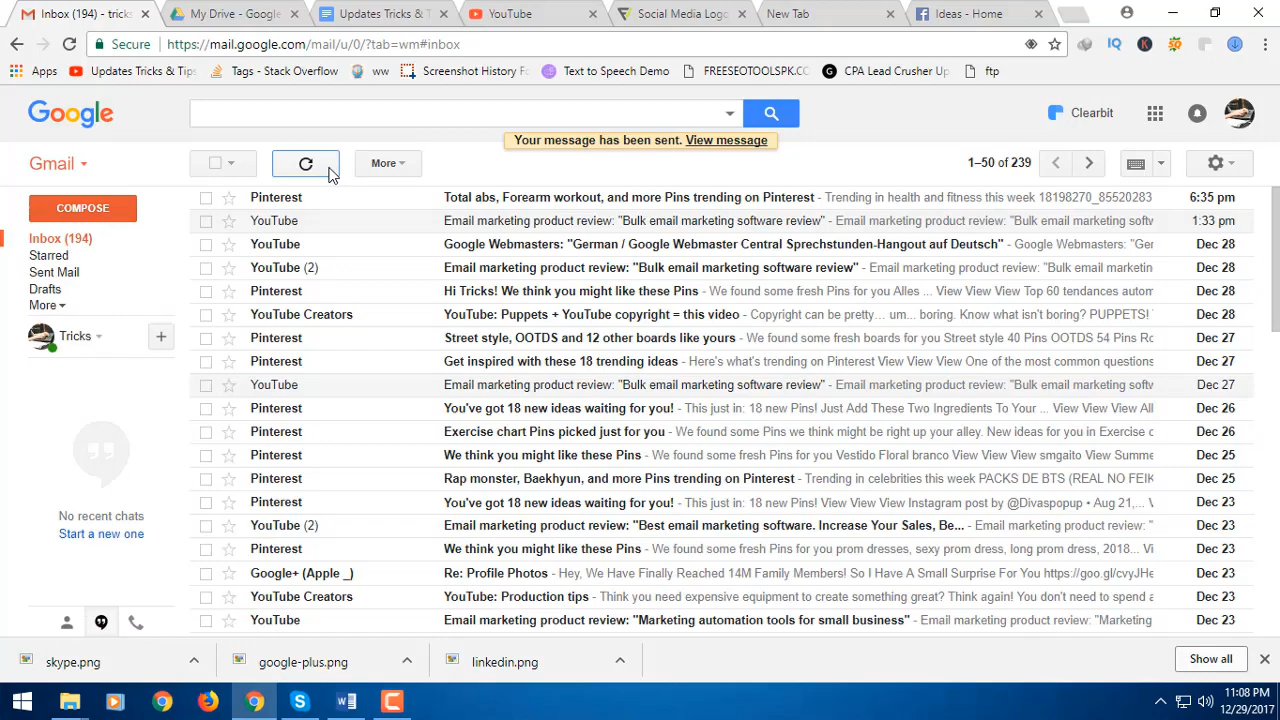 Inbox (194) - tricks
My Drive - Google
Updates Tricks & T
YouTube
Social Media Logo
New Tab
Ideas - Home
Secure
https://mail.google.com/mail/u/0/?tab=wm#inbox
Apps
Updates Tricks & Tips
Tags - Stack Overflow
ww
Screenshot History F
Text to Speech Demo
FREESEOTOOLSPK.CC
CPA Lead Crusher Up
ftp
Google
Clearbit
Your message has been sent. View message
Gmail
More
1–50 of 239
COMPOSE
Inbox (194)
Starred
Sent Mail
Drafts
More
Tricks
No recent chats
Start a new one
Pinterest Total abs, Forearm workout, and more Pins trending on Pinterest - Trending in health and fitness this week 18198270_85520283 6:35 pm
YouTube Email marketing product review: "Bulk email marketing software review" - Email marketing product review: "Bulk email marketing softw 1:33 pm
YouTube Google Webmasters: "German / Google Webmaster Central Sprechstunden-Hangout auf Deutsch" - Google Webmasters: "Ger Dec 28
YouTube (2) Email marketing product review: "Bulk email marketing software review" - Email marketing product review: "Bulk email marketin Dec 28
Pinterest Hi Tricks! We think you might like these Pins - We found some fresh Pins for you Alles ... View View View Top 60 tendances autom Dec 28
YouTube Creators YouTube: Puppets + YouTube copyright = this video - Copyright can be pretty… um... boring. Know what isn't boring? PUPPETS! Dec 28
Pinterest Street style, OOTDS and 12 other boards like yours - We found some fresh boards for you Street style 40 Pins OOTDS 54 Pins Ro Dec 27
Pinterest Get inspired with these 18 trending ideas - Here's what's trending on Pinterest View View View One of the most common questions Dec 27
YouTube Email marketing product review: "Bulk email marketing software review" - Email marketing product review: "Bulk email marketing softw Dec 27
Pinterest You've got 18 new ideas waiting for you! - This just in: 18 new Pins! Just Add These Two Ingredients To Your ... View View View All Dec 26
Pinterest Exercise chart Pins picked just for you - We found some Pins we think might be right up your alley. New ideas for you in Exercise c Dec 26
Pinterest We think you might like these Pins - We found some fresh Pins for you Vestido Floral branco View View View smgaito View Summe Dec 25
Pinterest Rap monster, Baekhyun, and more Pins trending on Pinterest - Trending in celebrities this week PACKS DE BTS (REAL NO FEIK Dec 25
Pinterest You've got 18 new ideas waiting for you! - This just in: 18 new Pins! View View View Instagram post by @Divaspopup • Aug 21,... V Dec 23
YouTube (2) Email marketing product review: "Best email marketing software. Increase Your Sales, Be... - Email marketing product review: " Dec 23
Pinterest We think you might like these Pins - We found some fresh Pins for you prom dresses, sexy prom dress, long prom dress, 2018... Vi Dec 23
Google+ (Apple _) Re: Profile Photos - Hey, We Have Finally Reached 14M Family Members! So I Have A Small Surprise For You https://goo.gl/cvyJHe Dec 23
YouTube Creators YouTube: Production tips - Think you need expensive equipment to create something great? Think again! You don't need to spend a Dec 23
YouTube Email marketing product review: "Marketing automation tools for small business" - Email marketing product review: "Marketing Dec 23
skype.png
google-plus.png
linkedin.png
Show all
11:08 PM
12/29/2017